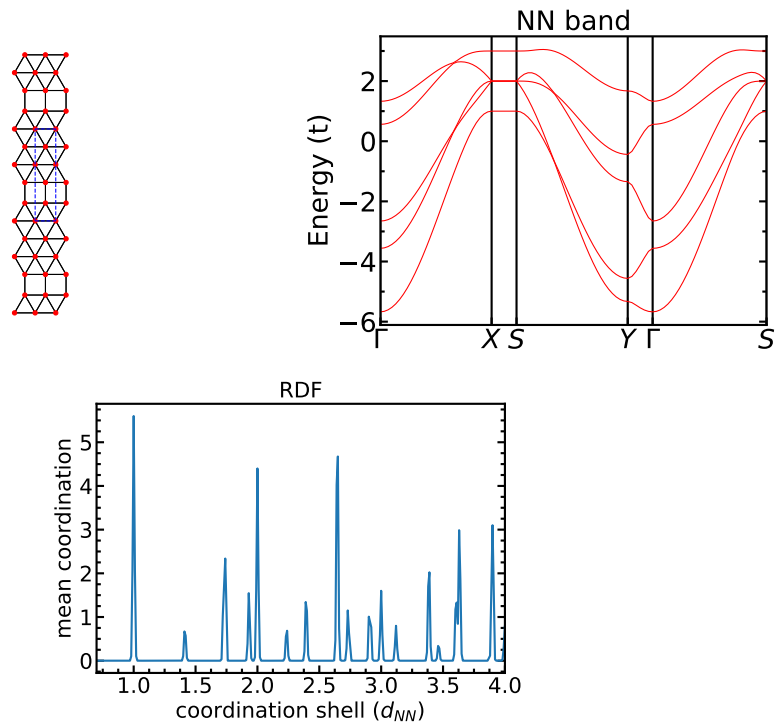 NN band
Energy (t)
2
0
−2
−4
−6
Γ X S Y Γ S
RDF
mean coordination
5
4
3
2
1
0
1.0 1.5 2.0 2.5 3.0 3.5 4.0
coordination shell (d_NN)